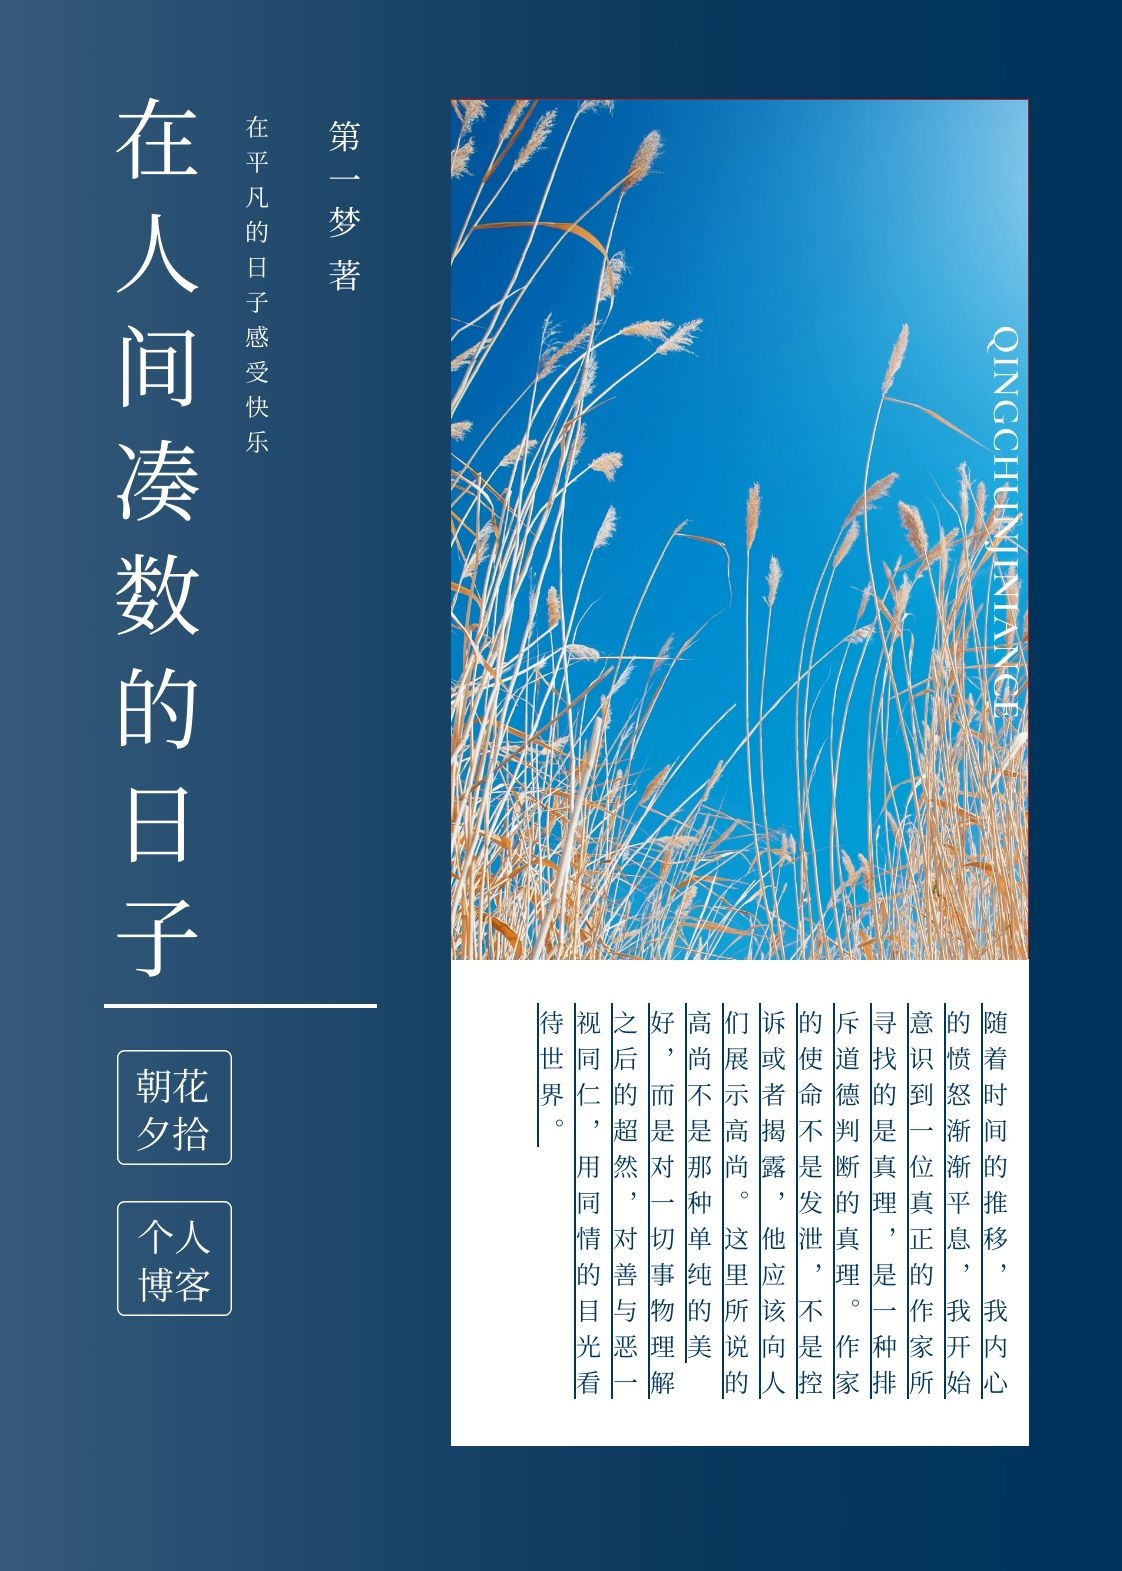 在人间凑数的日子
在平凡的日子感受快乐
第一梦 著
QINGCHUNJINIANCE
随着时间的推移，我内心
的愤怒渐渐平息，我开始
意识到一位真正的作家所
寻找的是真理，是一种排
斥道德判断的真理。作家
的使命不是发泄，不是控
诉或者揭露，他应该向人
们展示高尚。这里所说的
高尚不是那种单纯的美
好，而是对一切事物理解
之后的超然，对善与恶一
视同仁，用同情的目光看
待世界。
朝花
夕拾
个人
博客